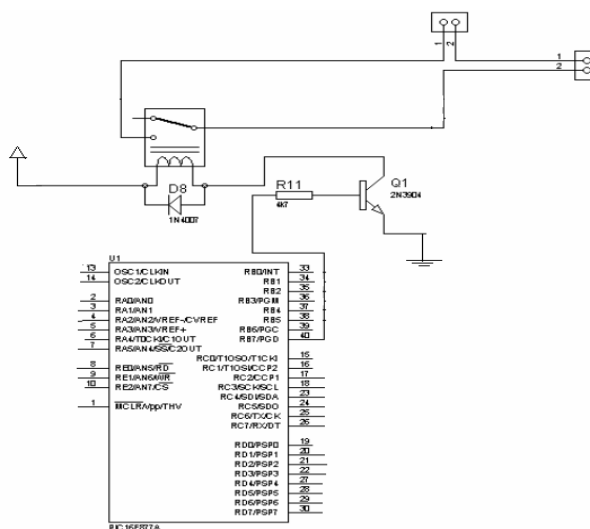 1
2
1
2
D8
1N4007
R11
4k7
Q1
2N3904
U1
13 OSC1/CLKIN
14 OSC2/CLKOUT
2 RA0/AN0
3 RA1/AN1
4 RA2/AN2/VREF-/CVREF
5 RA3/AN3/VREF+
6 RA4/T0CKI/C1OUT
7 RA5/AN4/SS/C2OUT
8 RE0/AN5/RD
9 RE1/AN6/WR
10 RE2/AN7/CS
1 MCLR/Vpp/THV
RB0/INT 33
RB1 34
RB2 35
RB3/PGM 36
RB4 37
RB5 38
RB6/PGC 39
RB7/PGD 40
RC0/T1OSO/T1CKI 15
RC1/T1OSI/CCP2 16
RC2/CCP1 17
RC3/SCK/SCL 18
RC4/SDI/SDA 23
RC5/SDO 24
RC6/TX/CK 25
RC7/RX/DT 26
RD0/PSP0 19
RD1/PSP1 20
RD2/PSP2 21
RD3/PSP3 22
RD4/PSP4 27
RD5/PSP5 28
RD6/PSP6 29
RD7/PSP7 30
PIC16F877A